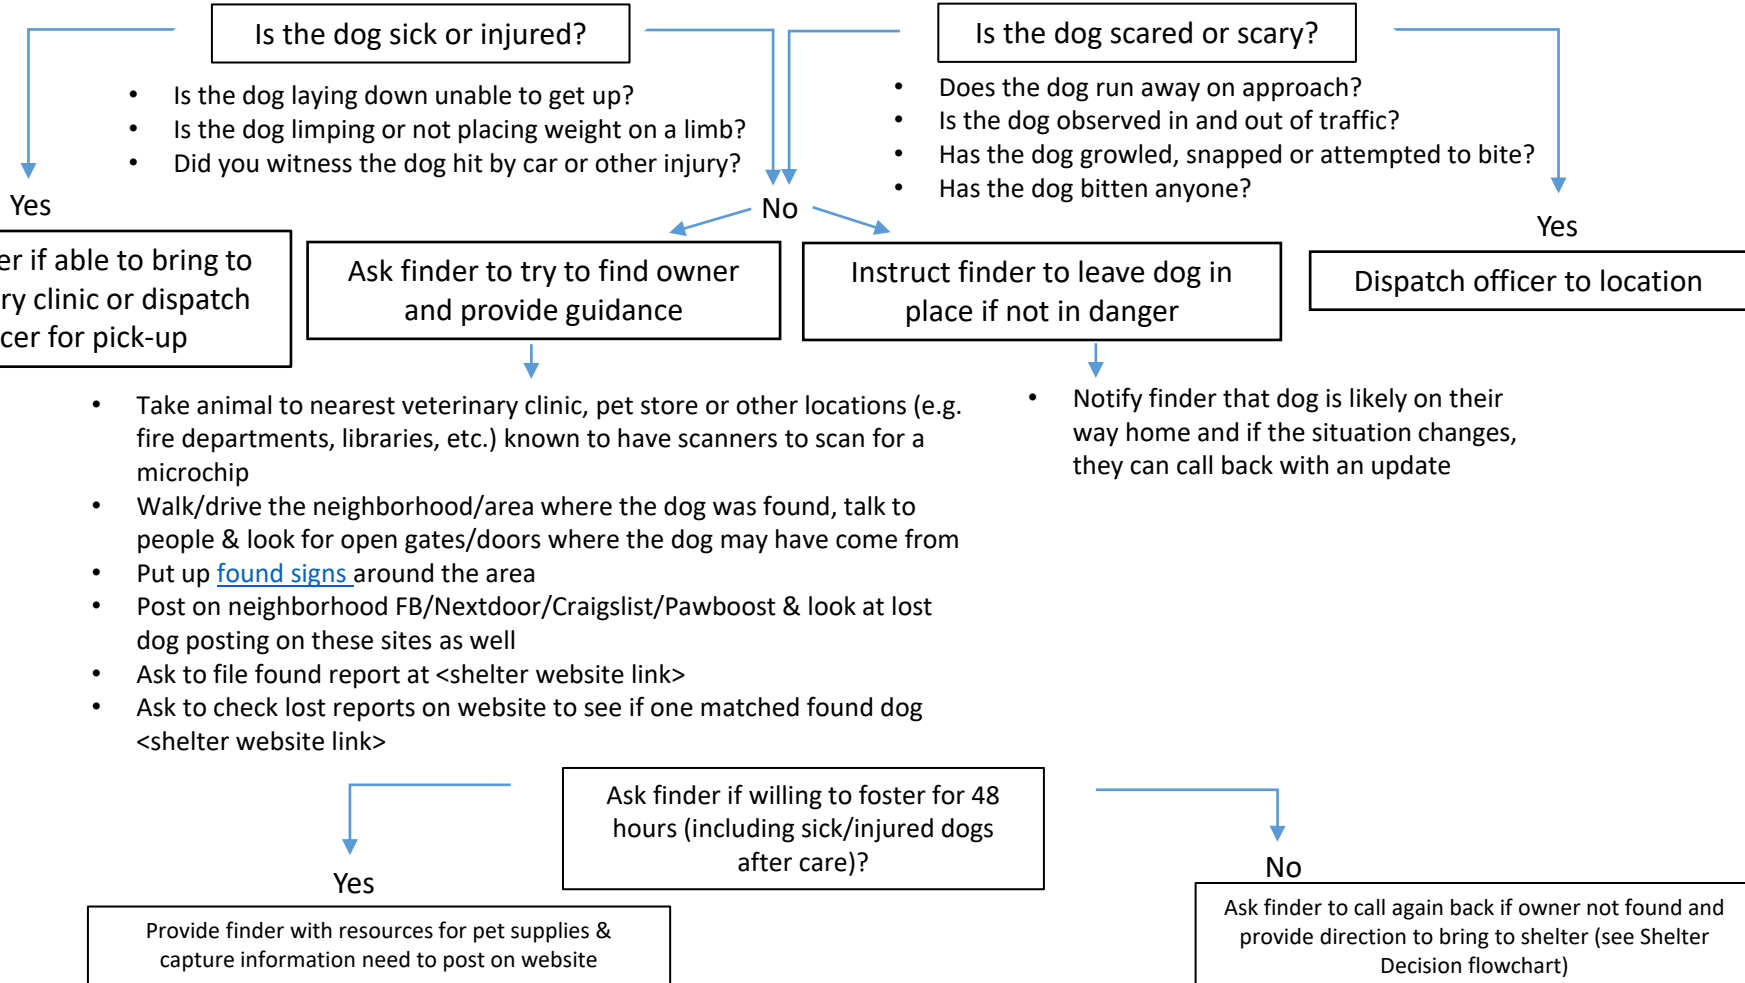 Is the dog sick or injured?
• Is the dog laying down unable to get up?
• Is the dog limping or not placing weight on a limb?
• Did you witness the dog hit by car or other injury?
Is the dog scared or scary?
• Does the dog run away on approach?
• Is the dog observed in and out of traffic?
• Has the dog growled, snapped or attempted to bite?
• Has the dog bitten anyone?
Yes
No
Yes
if able to bring to
clinic or dispatch
for pick-up
Ask finder to try to find owner
and provide guidance
Instruct finder to leave dog in
place if not in danger
Dispatch officer to location
• Take animal to nearest veterinary clinic, pet store or other locations (e.g.
fire departments, libraries, etc.) known to have scanners to scan for a
microchip
• Walk/drive the neighborhood/area where the dog was found, talk to
people & look for open gates/doors where the dog may have come from
• Put up found signs around the area
• Post on neighborhood FB/Nextdoor/Craigslist/Pawboost & look at lost
dog posting on these sites as well
• Ask to file found report at <shelter website link>
• Ask to check lost reports on website to see if one matched found dog
<shelter website link>
• Notify finder that dog is likely on their
way home and if the situation changes,
they can call back with an update
Ask finder if willing to foster for 48
hours (including sick/injured dogs
after care)?
Yes
No
Provide finder with resources for pet supplies &
capture information need to post on website
Ask finder to call again back if owner not found and
provide direction to bring to shelter (see Shelter
Decision flowchart)